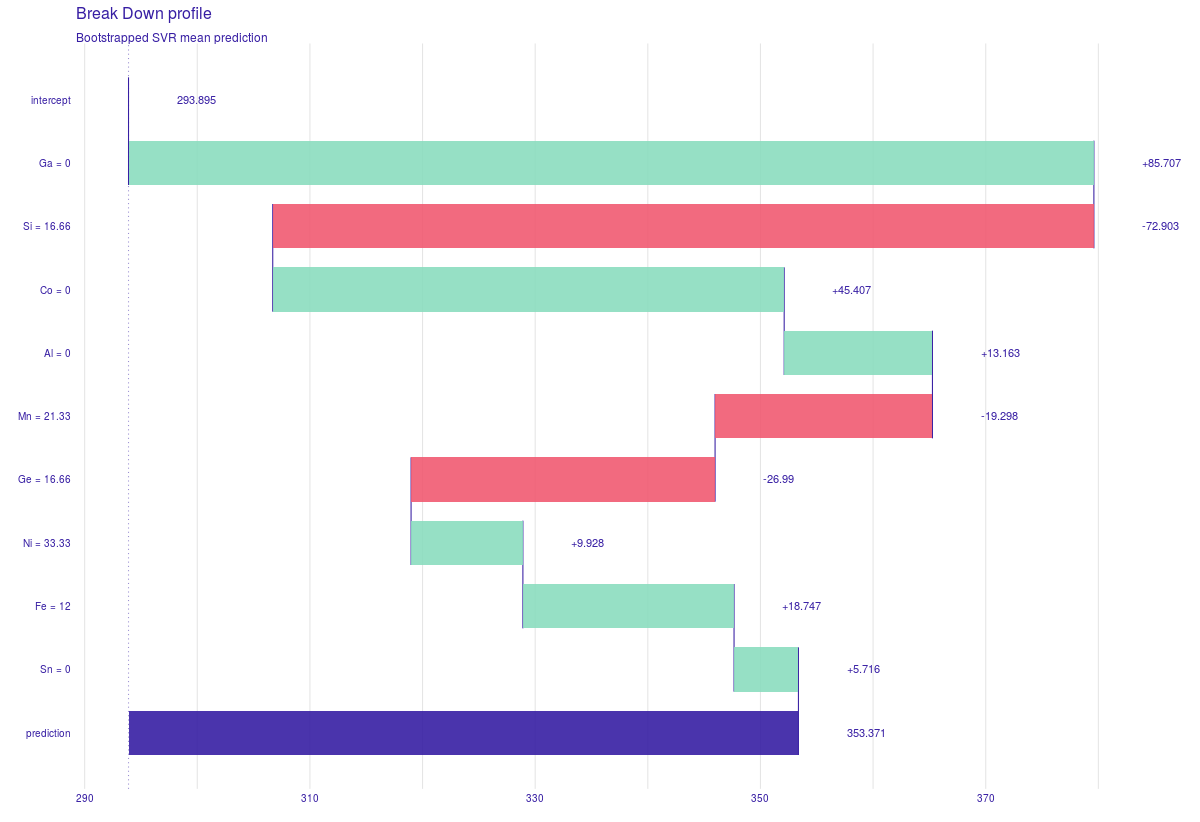 Break Down profile
Bootstrapped SVR mean prediction
intercept 293.895
Ga = 0 +85.707
Si = 16.66 -72.903
Co = 0 +45.407
Al = 0 +13.163
Mn = 21.33 -19.298
Ge = 16.66 -26.99
Ni = 33.33 +9.928
Fe = 12 +18.747
Sn = 0 +5.716
prediction 353.371
290 310 330 350 370